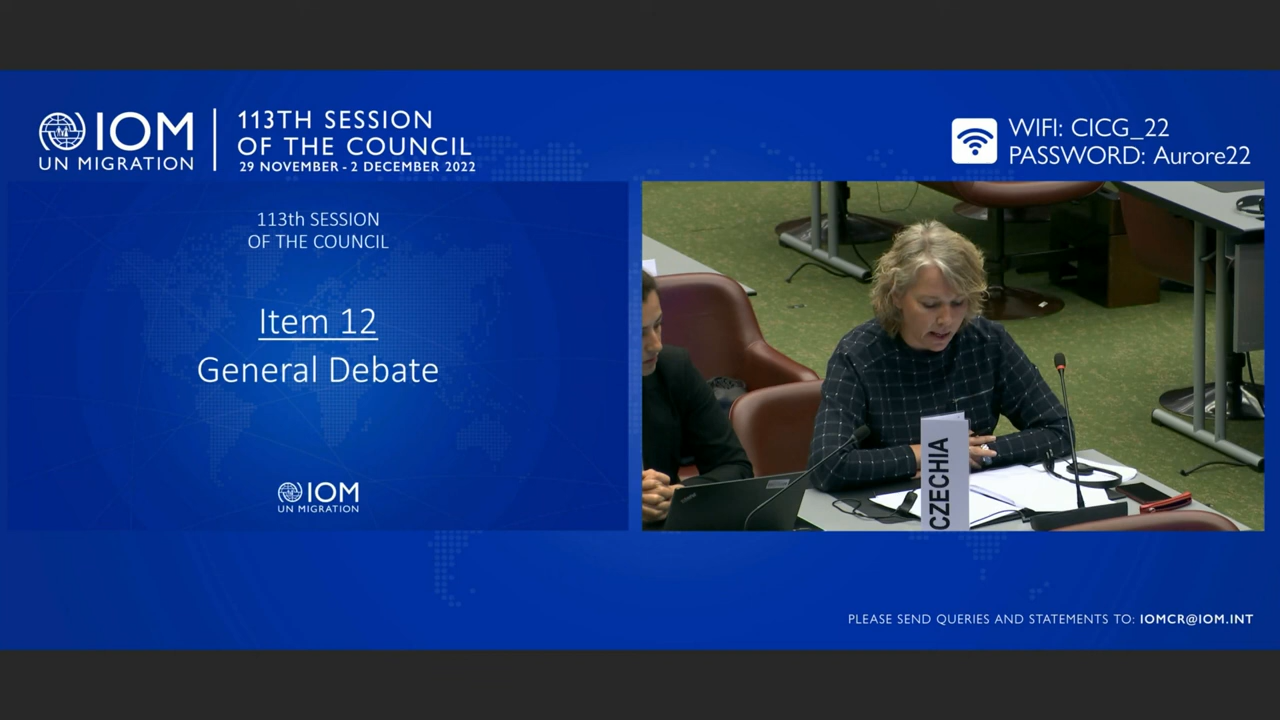 IOM
UN MIGRATION
113TH SESSION
OF THE COUNCIL
29 NOVEMBER - 2 DECEMBER 2022
WIFI: CICG_22
PASSWORD: Aurore22
113th SESSION
OF THE COUNCIL
Item 12
General Debate
IOM
UN MIGRATION
CZECHIA
PLEASE SEND QUERIES AND STATEMENTS TO: IOMCR@IOM.INT